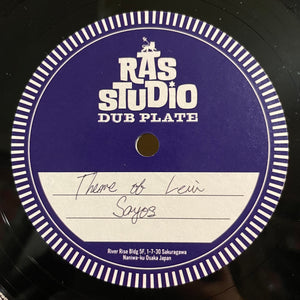 RAS
STUDIO
DUB PLATE
Theme of Levi
Sayos
River Rise Bldg 5F, 1-7-30 Sakuragawa
Naniwa-ku Osaka Japan